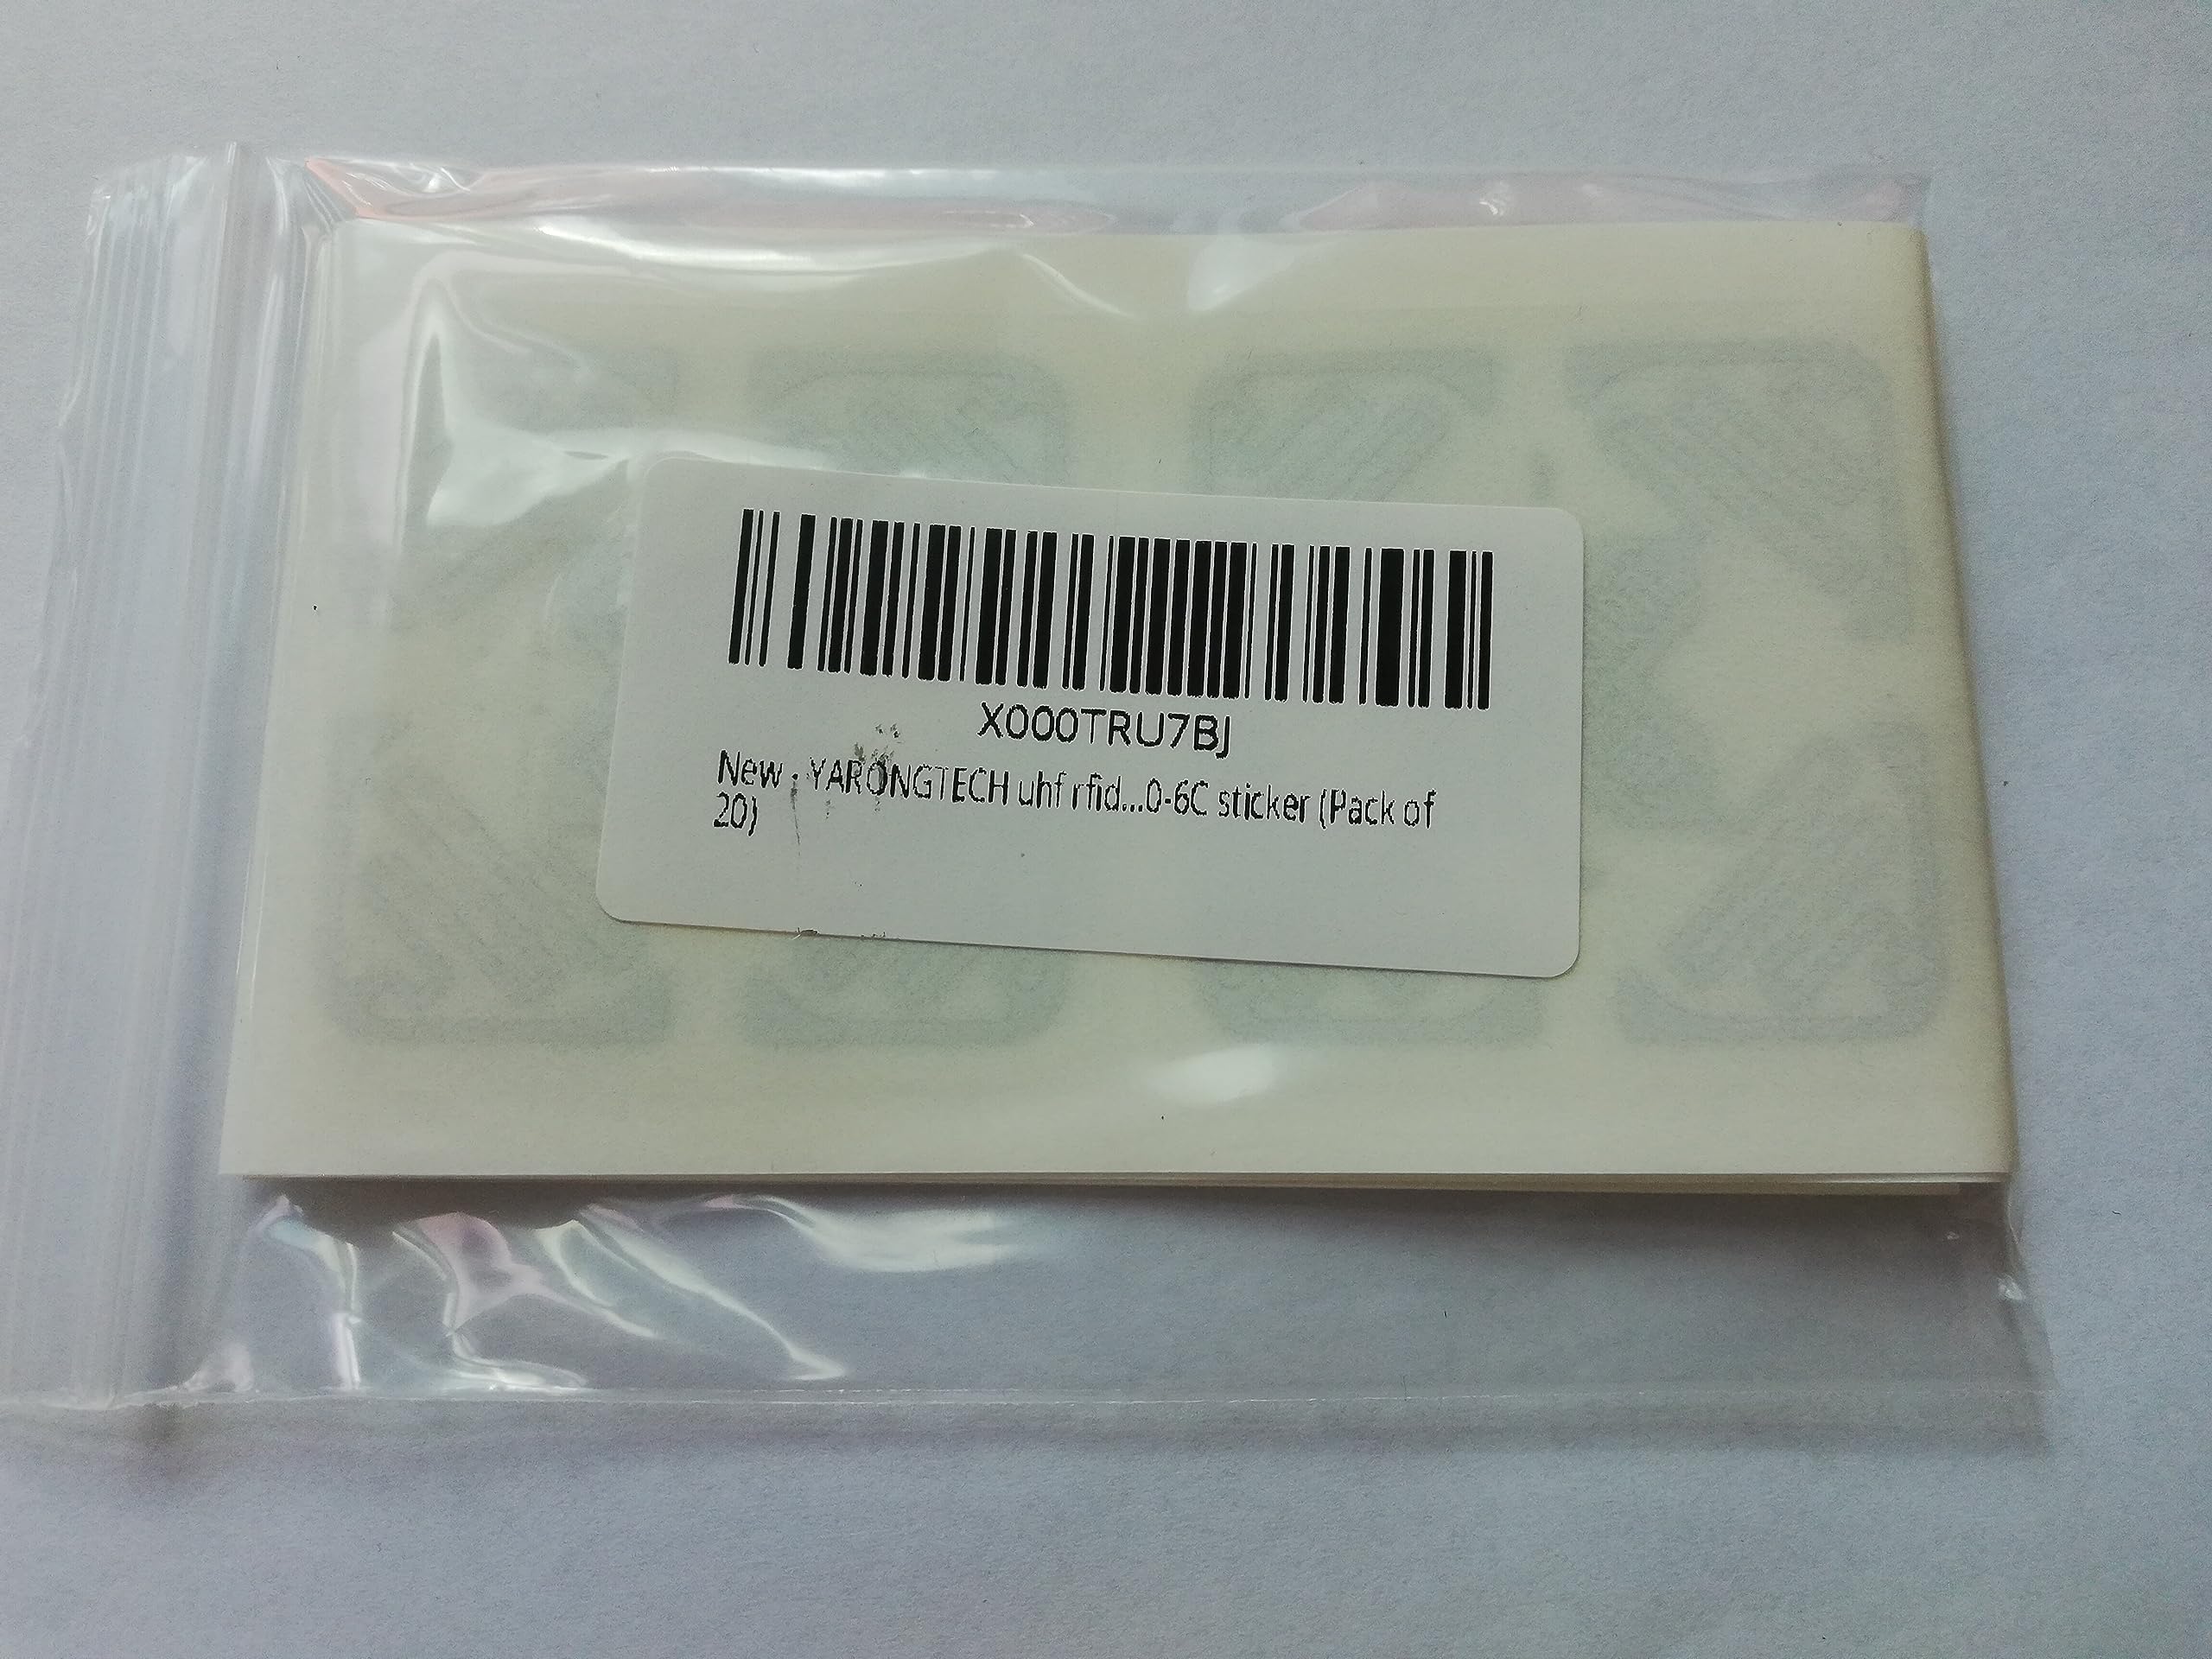 X000TRU7BJ
New - YARONGTECH uhf rfid...0-6C sticker (Pack of
20)